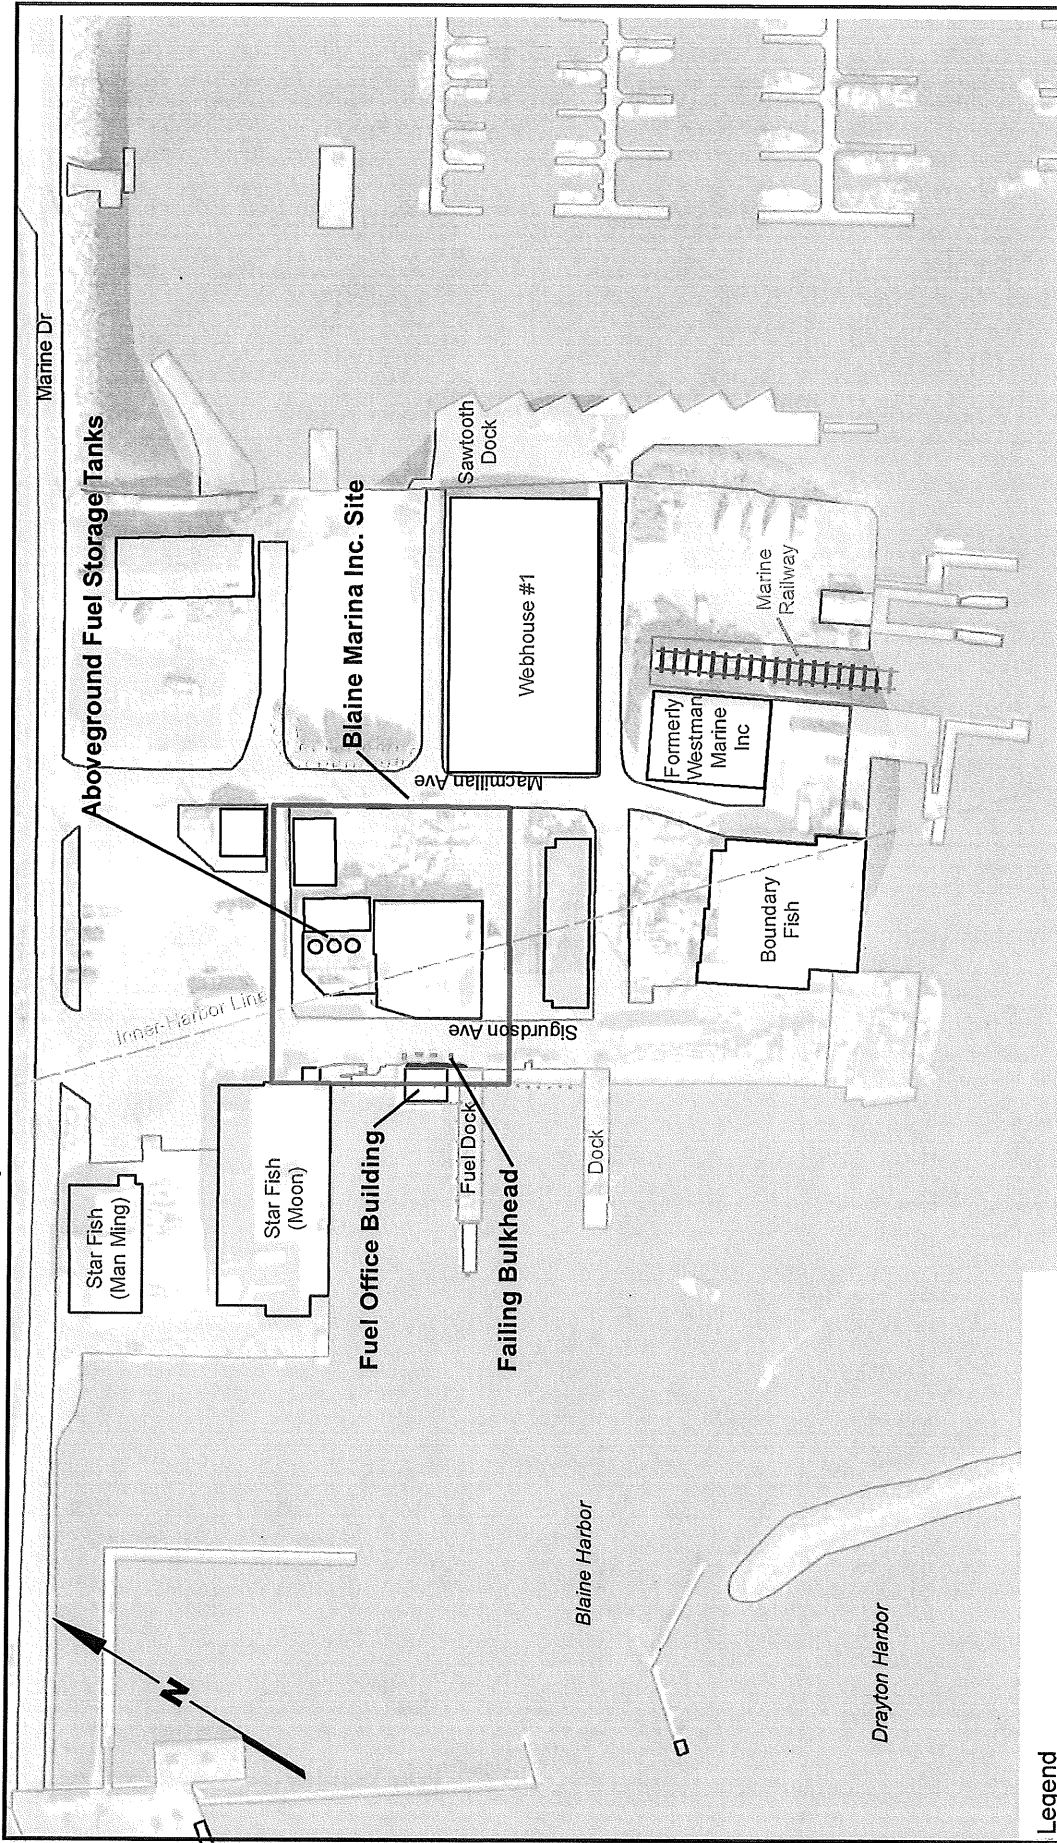 Marine Dr
Aboveground Fuel Storage Tanks
Blaine Marina Inc. Site
Sawtooth
Dock
Webhouse #1
Macmillan Ave
Marine
Railway
Formerly
Westman
Marine
Inc
Boundary
Fish
Inner-Harbor Line
Sigurdson Ave
Star Fish
(Man Ming)
Star Fish
(Moon)
Fuel Office Building
Fuel Dock
Failing Bulkhead
Dock
Blaine Harbor
Drayton Harbor
N
Legend